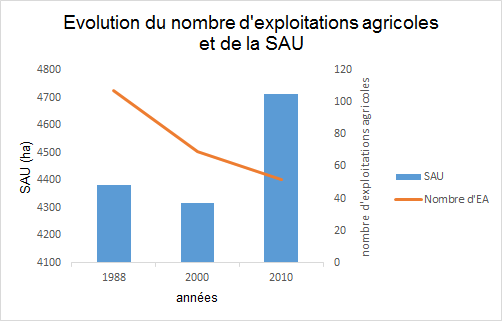 Evolution du nombre d'exploitations agricoles
et de la SAU
4800
4700
4600
4500
4400
4300
4200
4100
SAU (ha)
120
100
80
60
40
20
0
nombre d'exploitations agricoles
1988
2000
2010
années
SAU
Nombre d'EA